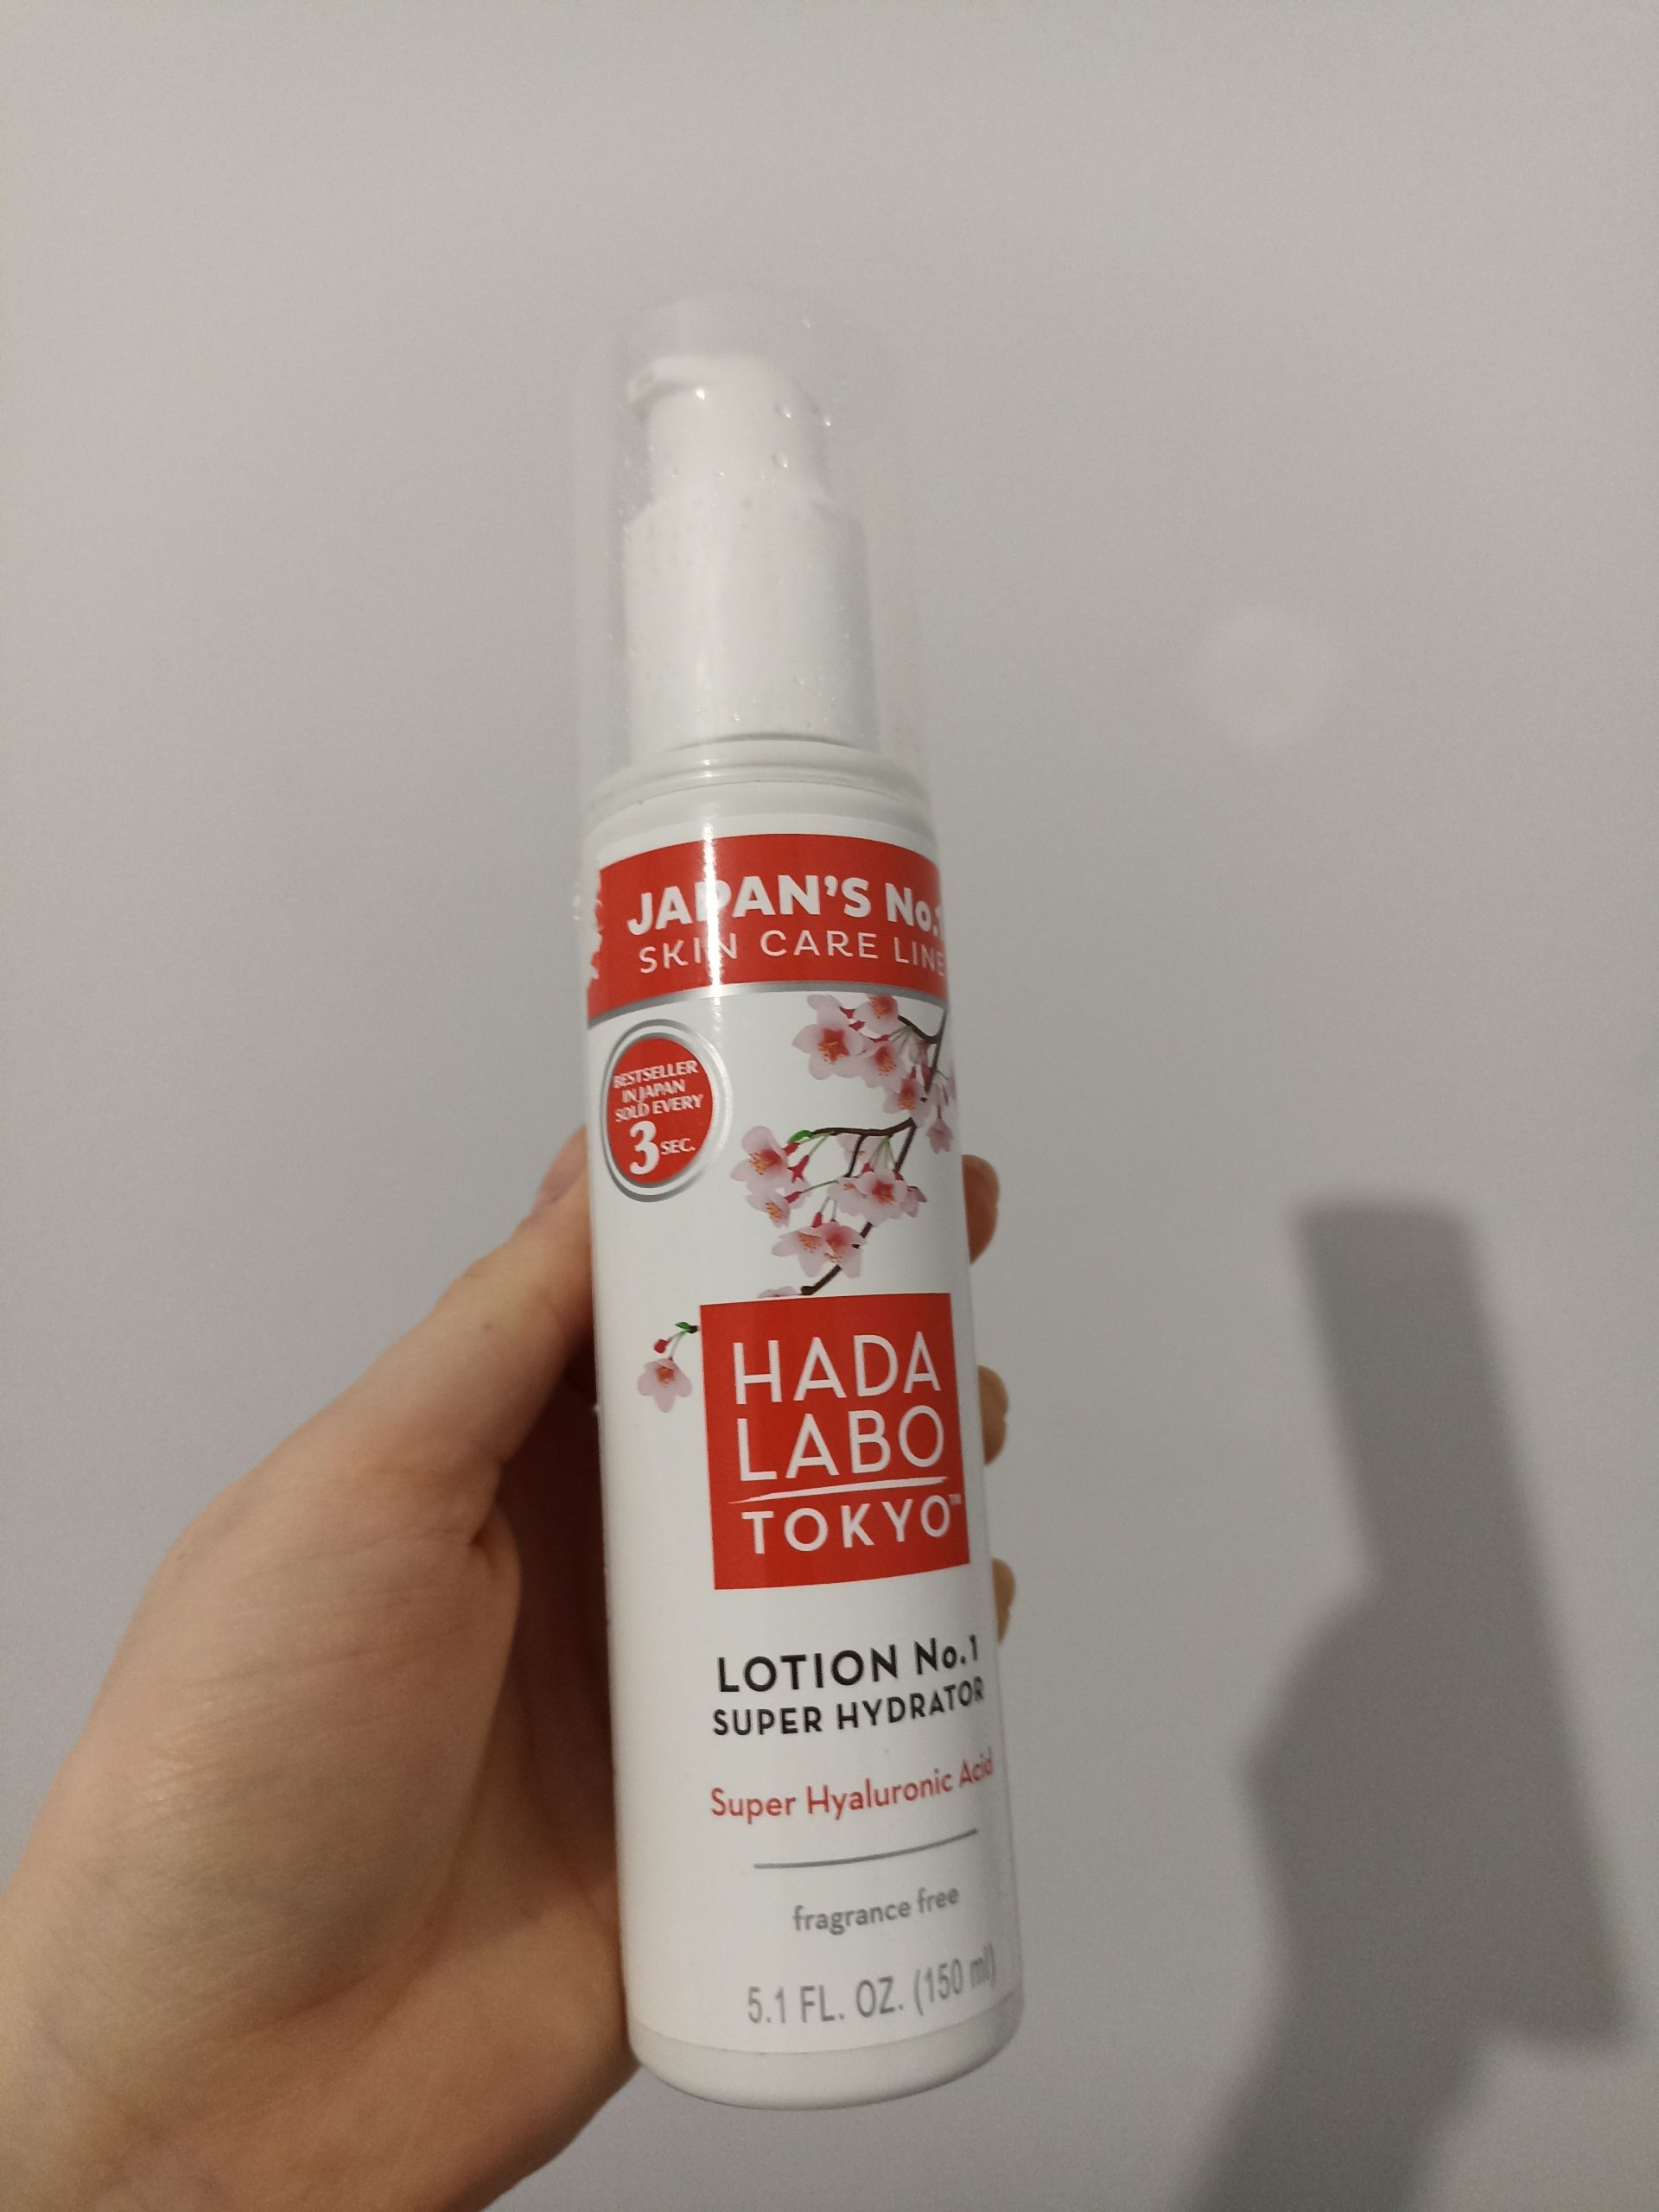 JAPAN'S No.1
SKIN CARE LINE
BESTSELLER
IN JAPAN
SOLD EVERY
3 SEC.
HADA
LABO
TOKYO™
LOTION No.1
SUPER HYDRATOR
Super Hyaluronic Acid
fragrance free
5.1 FL. OZ. (150 ml)